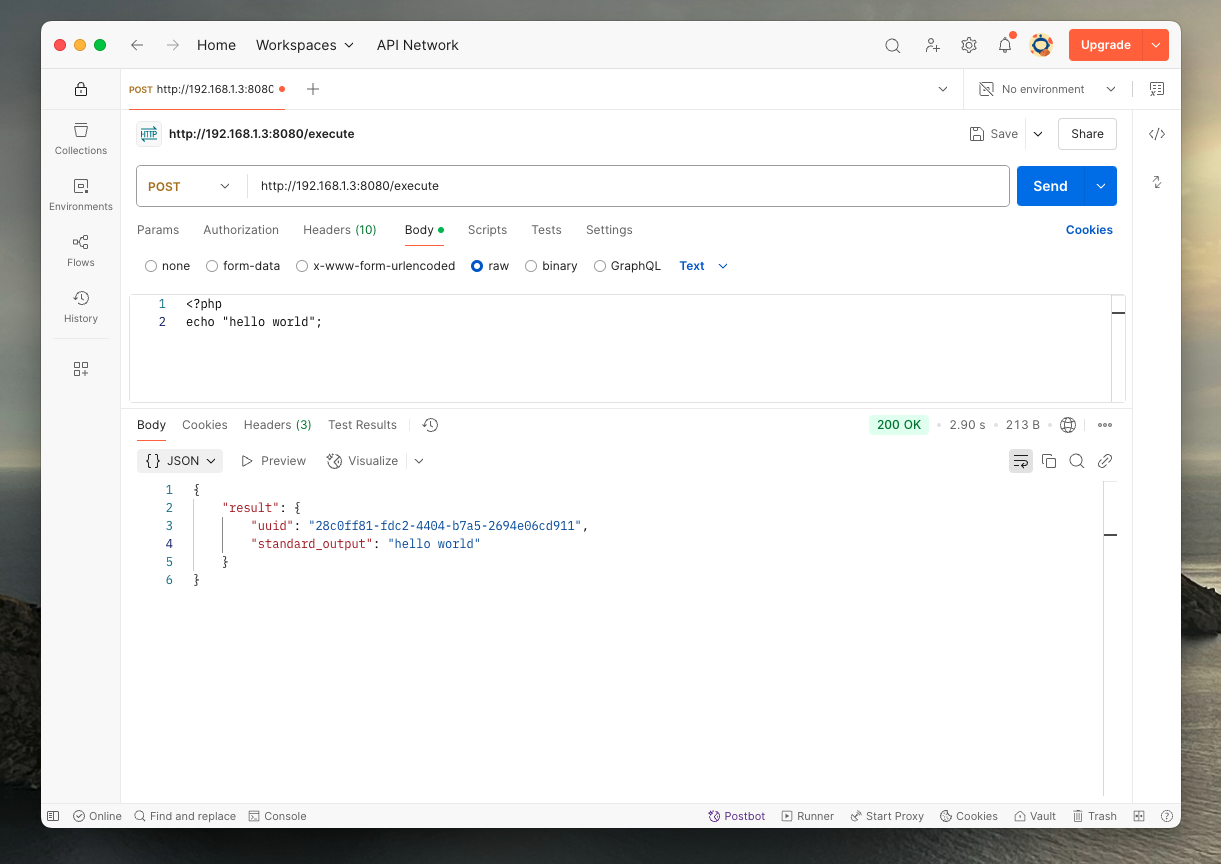 Home Workspaces API Network Upgrade
POST http://192.168.1.3:8080 No environment
HTTP http://192.168.1.3:8080/execute Save Share
Collections
Environments
Flows
History
POST http://192.168.1.3:8080/execute Send
Params Authorization Headers (10) Body Scripts Tests Settings Cookies
none form-data x-www-form-urlencoded raw binary GraphQL Text
1 <?php
2 echo "hello world";
Body Cookies Headers (3) Test Results 200 OK • 2.90 s • 213 B
{} JSON Preview Visualize
1 {
2 "result": {
3 "uuid": "28c0ff81-fdc2-4404-b7a5-2694e06cd911",
4 "standard_output": "hello world"
5 }
6 }
Online Find and replace Console Postbot Runner Start Proxy Cookies Vault Trash